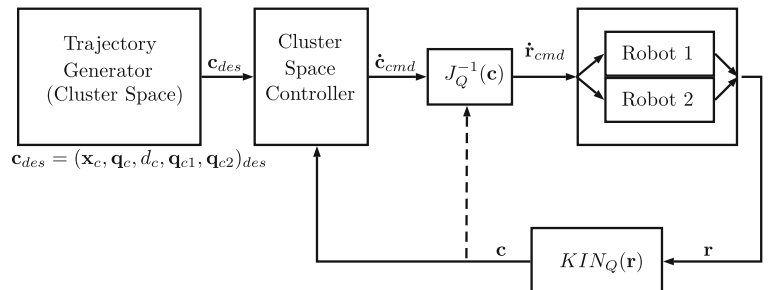 Trajectory
Generator
(Cluster Space)
c_des
Cluster
Space
Controller
ċ_cmd
J_Q^{-1}(c)
ṙ_cmd
Robot 1
Robot 2
c_des = (x_c, q_c, d_c, q_c1, q_c2)_des
c
KIN_Q(r)
r